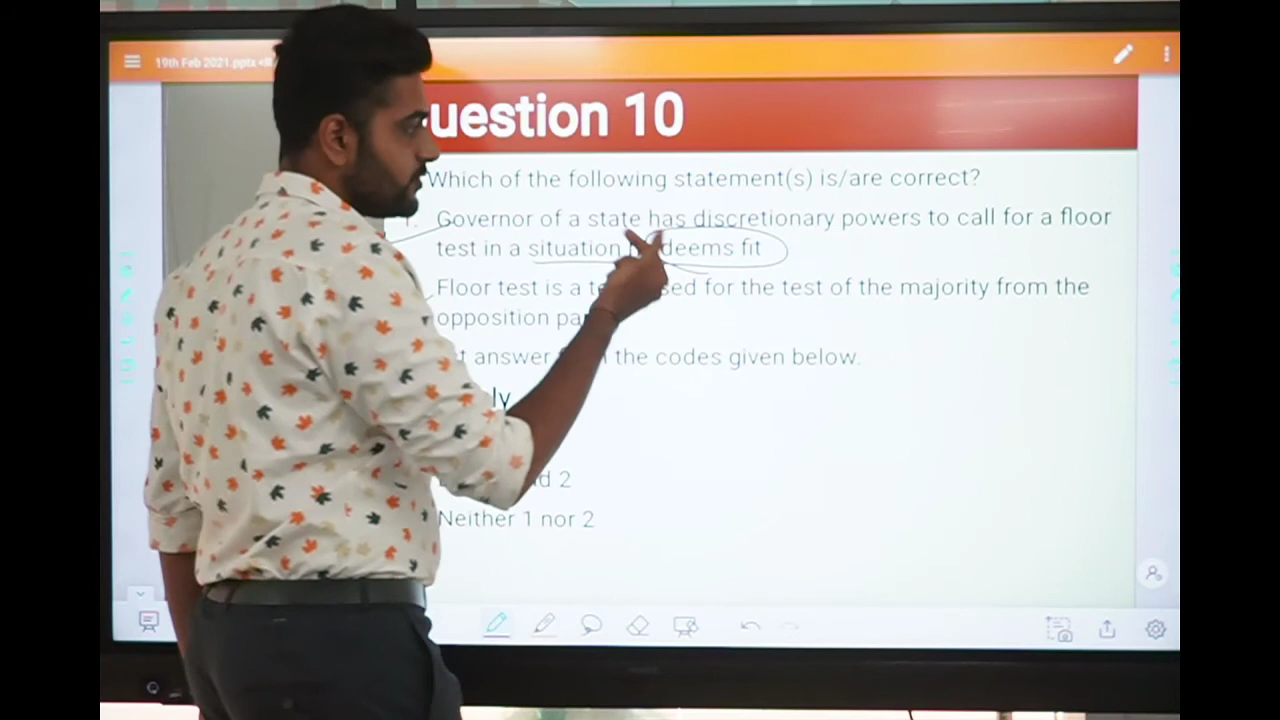 19th Feb 2021.pptx
uestion 10
Which of the following statement(s) is/are correct?
1. Governor of a state has discretionary powers to call for a floor
test in a situation deems fit
Floor test is a sed for the test of the majority from the
opposition
answer the codes given below.
ly
d 2
Neither 1 nor 2